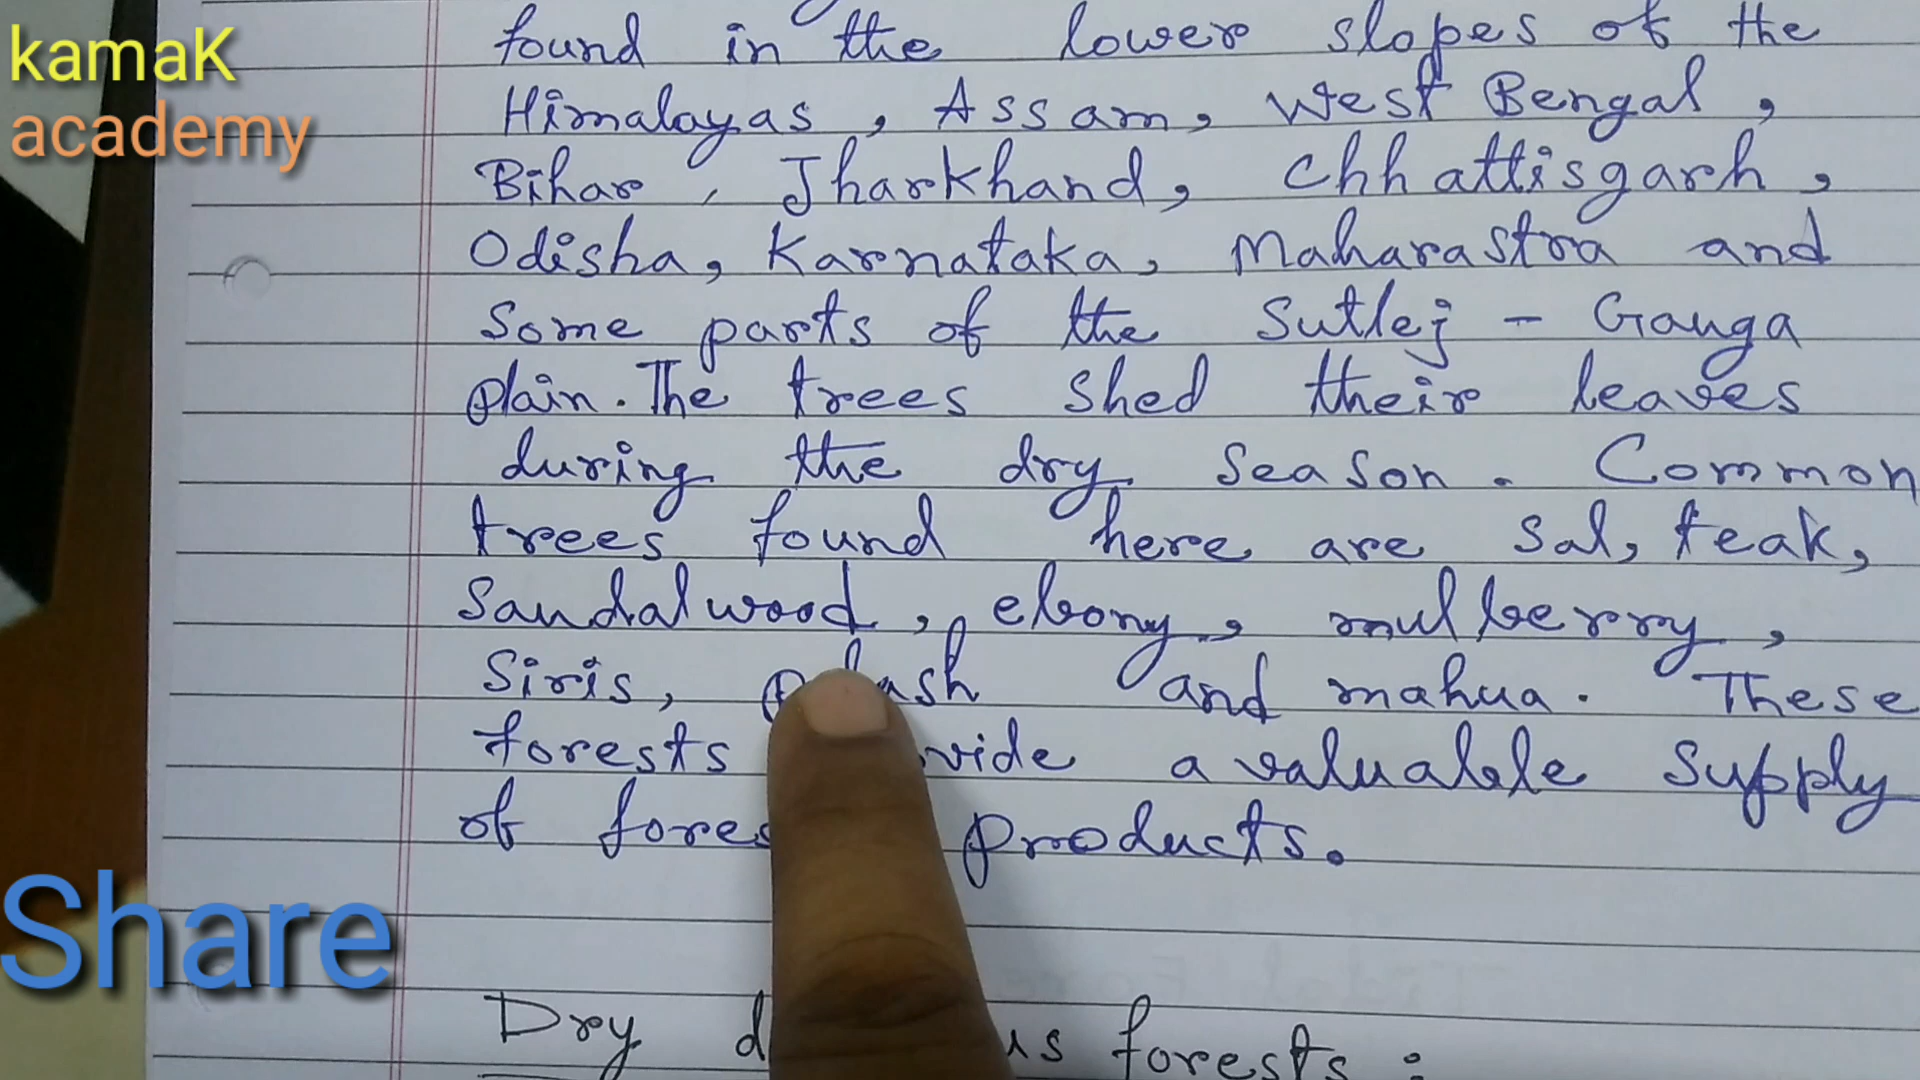 kamaK
academy
found in the lower slopes of the
Himalayas, Assam, West Bengal,
Bihar, Jharkhand, Chhattisgarh,
Odisha, Karnataka, Maharastra and
Some parts of the Sutlej - Ganga
plain. The trees shed their leaves
during the dry season. Common
trees found here are Sal, teak,
Sandalwood, ebony, mulberry,
Siris, and mahua. These
forests a valuable supply
of products.
Share
Dry forests :